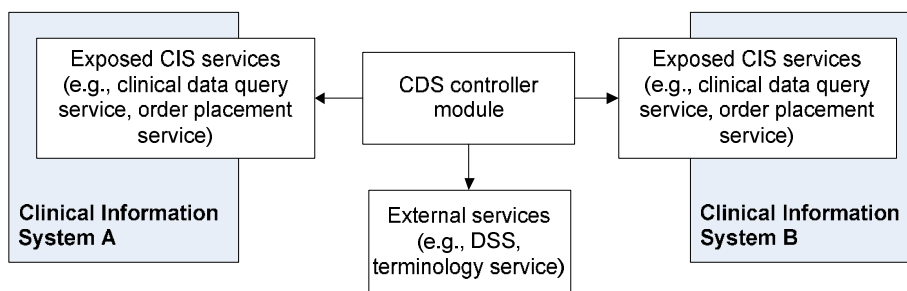 Exposed CIS services
(e.g., clinical data query
service, order placement
service)
Clinical Information
System A
CDS controller
module
External services
(e.g., DSS,
terminology service)
Exposed CIS services
(e.g., clinical data query
service, order placement
service)
Clinical Information
System B